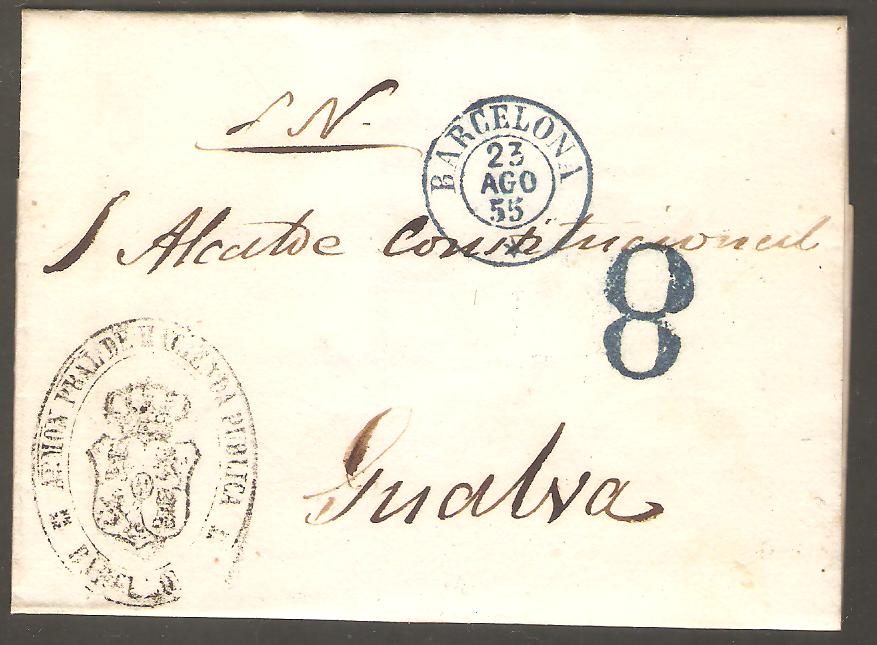 S N.
BARCELONA
23
AGO
55
S Alcalde Constitucional
8
ADMON PRAL DE HACIENDA PUBLICA
Gualva